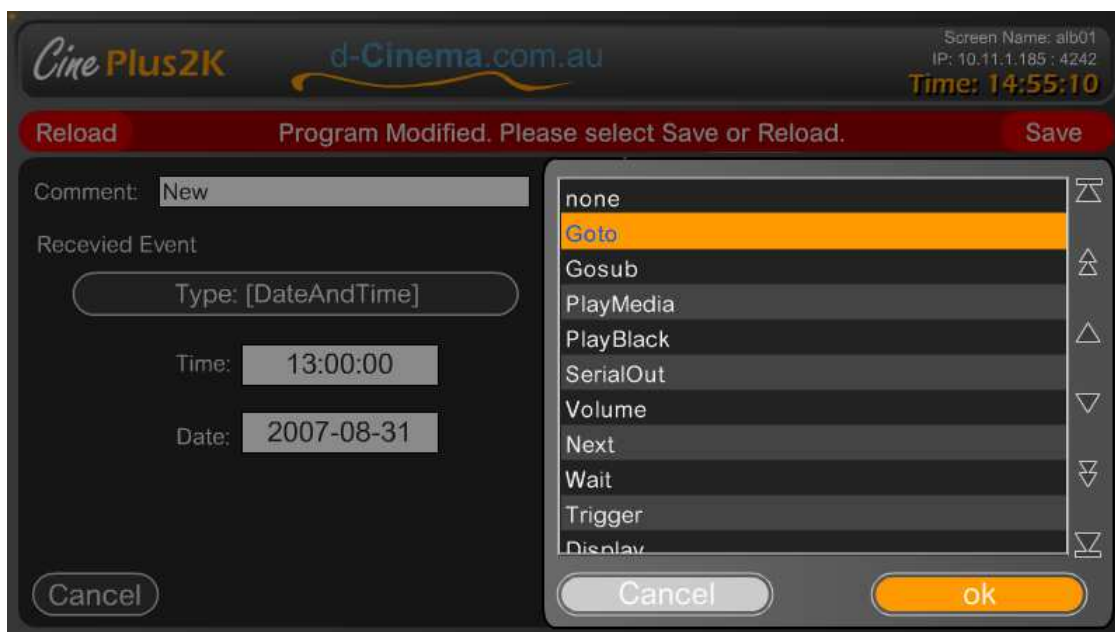 Cine Plus2K
d-Cinema.com.au
Screen Name: alb01
IP: 10.11.1.185 : 4242
Time: 14:55:10
Reload
Program Modified. Please select Save or Reload.
Save
Comment: New
Recevied Event
Type: [DateAndTime]
Time: 13:00:00
Date: 2007-08-31
Cancel
none
Goto
Gosub
PlayMedia
PlayBlack
SerialOut
Volume
Next
Wait
Trigger
Display
Cancel
ok